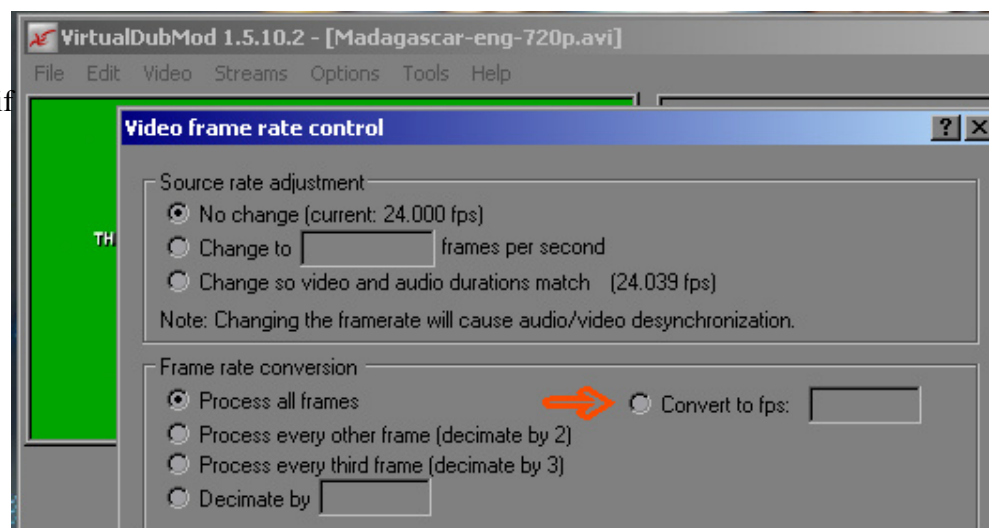 VirtualDubMod 1.5.10.2 - [Madagascar-eng-720p.avi]
File Edit Video Streams Options Tools Help
if
Video frame rate control
Source rate adjustment
No change (current: 24.000 fps)
TH
Change to frames per second
Change so video and audio durations match (24.039 fps)
Note: Changing the framerate will cause audio/video desynchronization.
Frame rate conversion
Process all frames
Convert to fps:
Process every other frame (decimate by 2)
Process every third frame (decimate by 3)
Decimate by